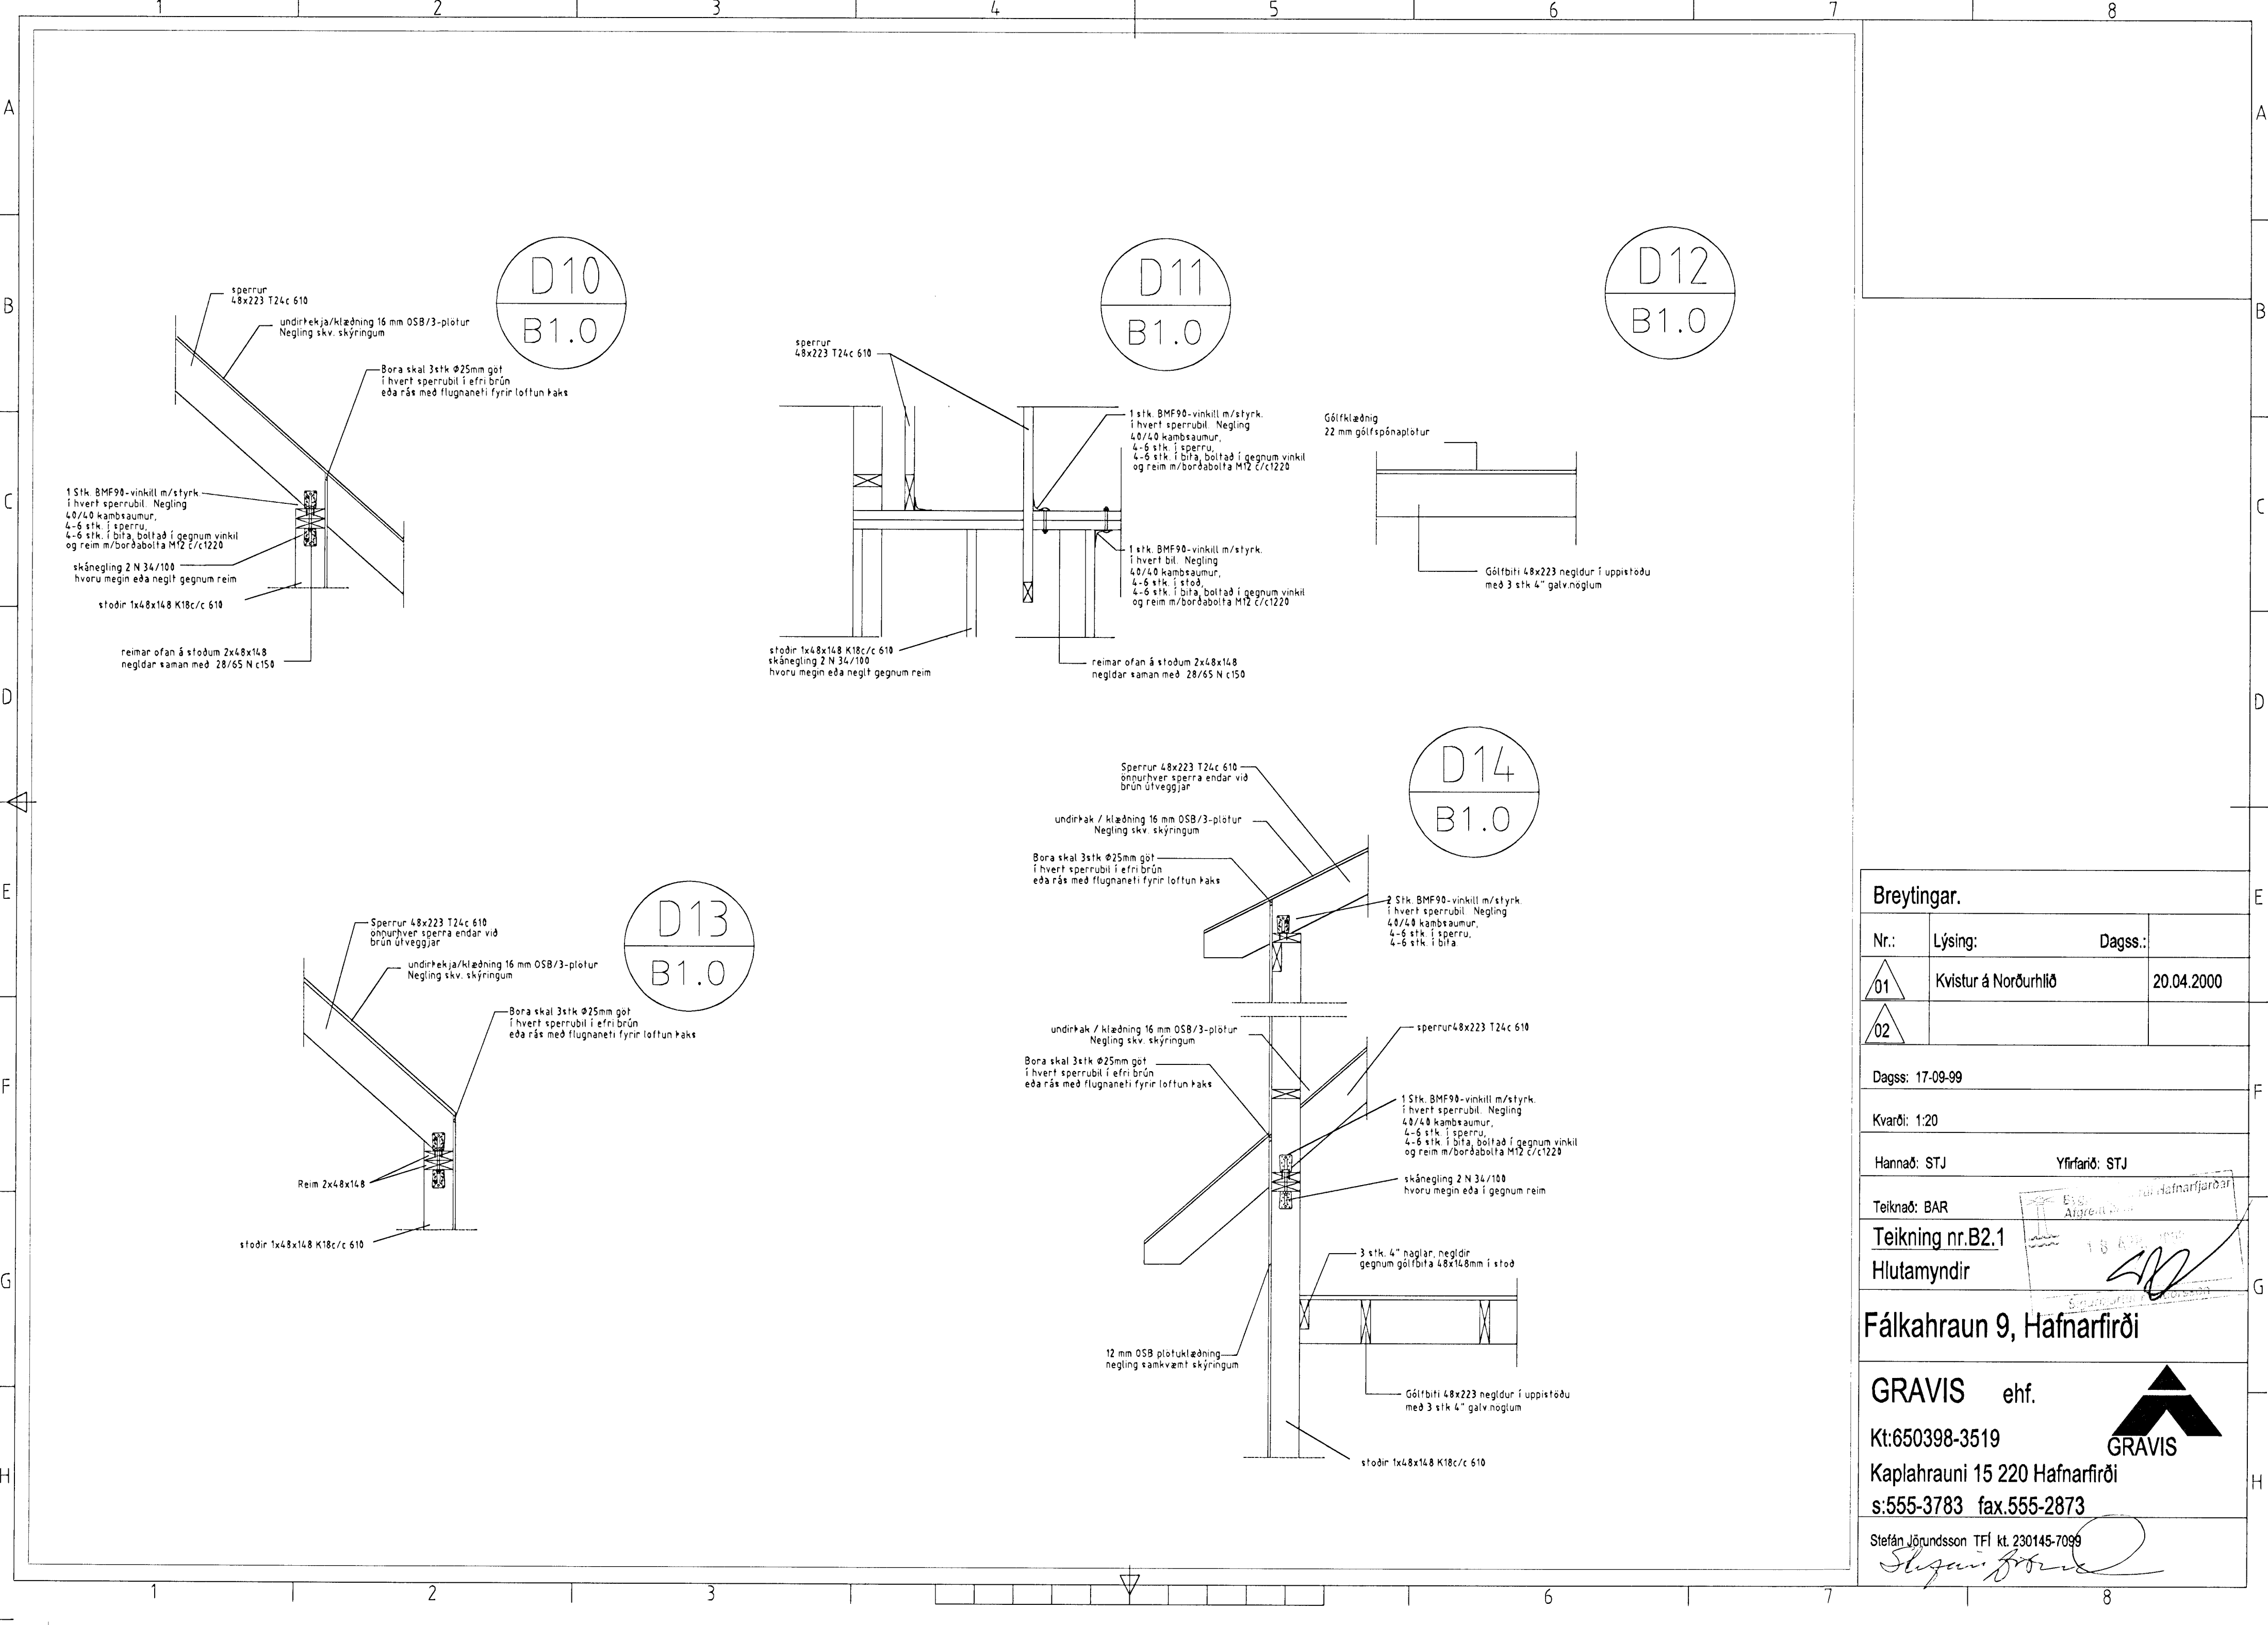 1 2 3 4 5 6 7 8
A
B
C
D
E
F
G
H
D10
B1.0
sperrur
48x223 T24c 610
undirtekja/klæðning 16 mm OSB/3-plötur
Negling skv. skýringum
Bora skal 3stk Ø25mm göt
í hvert sperrubil í efri brún
eða rás með flugnaneti fyrir loftun þaks
1 Stk. BMF90-vinkill m/styrk
í hvert sperrubil. Negling
40/40 kambsaumur,
4-6 stk. í sperru,
4-6 stk. í bita, boltað í gegnum vinkil
og reim m/borðabolta M12 c/c1220
skánegling 2 N 34/100
hvoru megin eða neglt gegnum reim
stoðir 1x48x148 K18c/c 610
reimar ofan á stoðum 2x48x148
negldar saman með 28/65 N c150
D11
B1.0
sperrur
48x223 T24c 610
1 stk. BMF90-vinkill m/styrk.
í hvert sperrubil. Negling
40/40 kambsaumur,
4-6 stk. í sperru,
4-6 stk. í bita, boltað í gegnum vinkil
og reim m/borðabolta M12 c/c1220
1 stk. BMF90-vinkill m/styrk.
í hvert bil. Negling
40/40 kambsaumur,
4-6 stk. í stoð,
4-6 stk. í bita, boltað í gegnum vinkil
og reim m/borðabolta M12 c/c1220
stoðir 1x48x148 K18c/c 610
skánegling 2 N 34/100
hvoru megin eða neglt gegnum reim
reimar ofan á stoðum 2x48x148
negldar saman með 28/65 N c150
D12
B1.0
Gólfklæðnig
22 mm gólfspónaplötur
Gólfbiti 48x223 negldur í uppistöðu
með 3 stk 4" galv.nöglum
D13
B1.0
Sperrur 48x223 T24c 610
önnurhver sperra endar við
brún útveggjar
undirtekja/klæðning 16 mm OSB/3-plötur
Negling skv. skýringum
Bora skal 3stk Ø25mm göt
í hvert sperrubil í efri brún
eða rás með flugnaneti fyrir loftun þaks
Reim 2x48x148
stoðir 1x48x148 K18c/c 610
D14
B1.0
Sperrur 48x223 T24c 610
önnurhver sperra endar við
brún útveggjar
undirþak / klæðning 16 mm OSB/3-plötur
Negling skv. skýringum
Bora skal 3stk Ø25mm göt
í hvert sperrubil í efri brún
eða rás með flugnaneti fyrir loftun þaks
2 Stk. BMF90-vinkill m/styrk.
í hvert sperrubil. Negling
40/40 kambsaumur,
4-6 stk. í sperru,
4-6 stk. í bita.
undirþak / klæðning 16 mm OSB/3-plötur
Negling skv. skýringum
sperrur48x223 T24c 610
Bora skal 3stk Ø25mm göt
í hvert sperrubil í efri brún
eða rás með flugnaneti fyrir loftun þaks
1 Stk. BMF90-vinkill m/styrk.
í hvert sperrubil. Negling
40/40 kambsaumur,
4-6 stk. í sperru,
4-6 stk. í bita, boltað í gegnum vinkil
og reim m/borðabolta M12 c/c1220
skánegling 2 N 34/100
hvoru megin eða í gegnum reim
3 stk. 4" naglar, negldir
gegnum gólfbita 48x148mm í stoð
12 mm OSB plötuklæðning
negling samkvæmt skýringum
Gólfbiti 48x223 negldur í uppistöðu
með 3 stk 4" galv.nöglum
stoðir 1x48x148 K18c/c 610
Breytingar.
Nr.: Lýsing: Dagss.:
01 Kvistur á Norðurhlið 20.04.2000
02
Dagss: 17-09-99
Kvarði: 1:20
Hannað: STJ Yfirfarið: STJ
Teiknað: BAR
Hafnarfjarðar
Teikning nr.B2.1
Hlutamyndir
Fálkahraun 9, Hafnarfirði
GRAVIS ehf.
GRAVIS
Kt:650398-3519
Kaplahrauni 15 220 Hafnarfirði
s:555-3783 fax.555-2873
Stefán Jörundsson TFÍ kt. 230145-7099
A
B
C
D
E
F
G
H
1 2 3 6 7 8